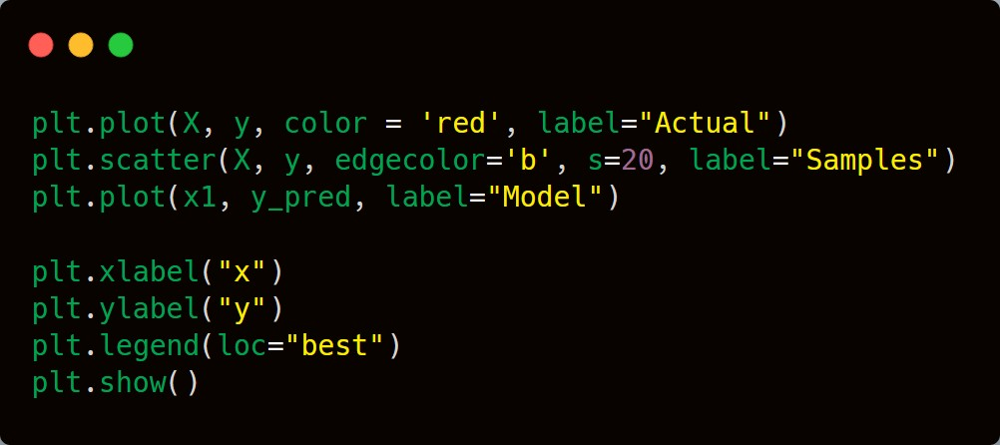 plt.plot(X, y, color = 'red', label="Actual")
plt.scatter(X, y, edgecolor='b', s=20, label="Samples")
plt.plot(x1, y_pred, label="Model")

plt.xlabel("x")
plt.ylabel("y")
plt.legend(loc="best")
plt.show()